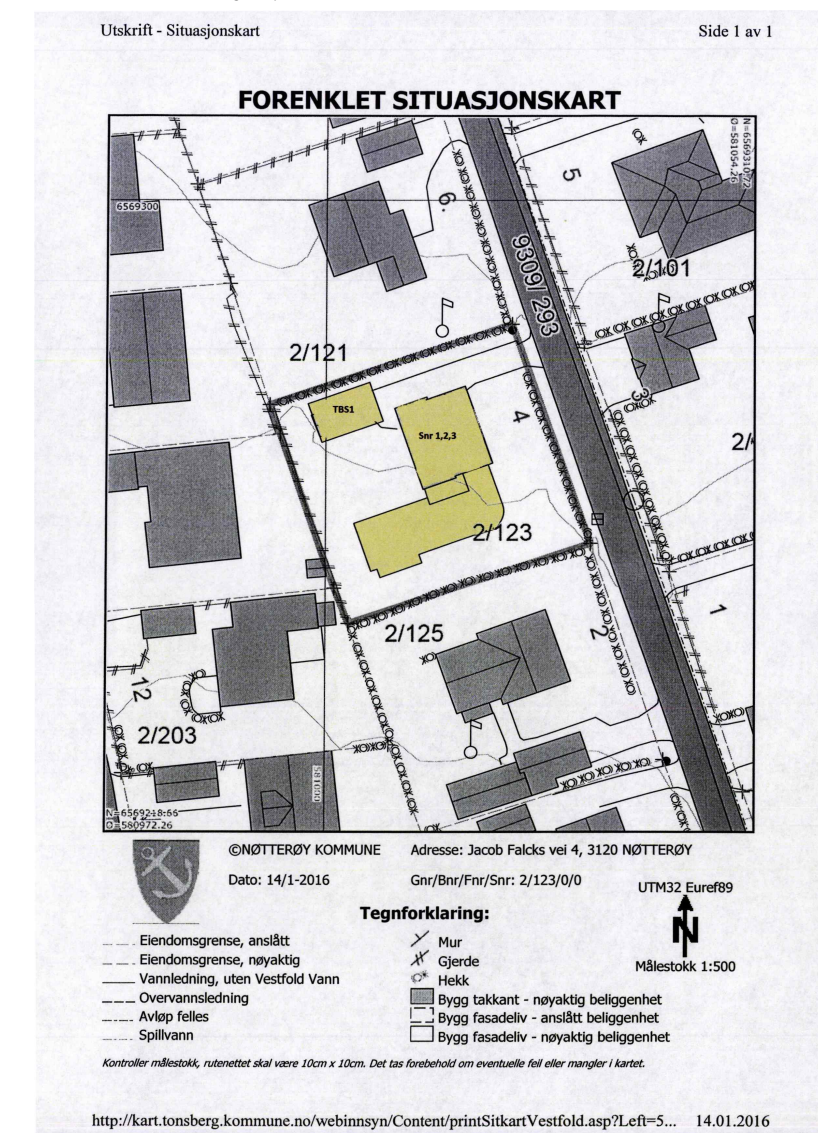 Utskrift - Situasjonskart Side 1 av 1
FORENKLET SITUASJONSKART
N=6569310.72
Ø=581054.26
6569300
5
6.
9309/ 293
2/101
2/121
TBS1
Snr 1,2,3
4
3
2/
2/123
2/125
2
1
12
2/203
581000
N=6569218.66
Ø=580972.26
©NØTTERØY KOMMUNE Adresse: Jacob Falcks vei 4, 3120 NØTTERØY
Dato: 14/1-2016 Gnr/Bnr/Fnr/Snr: 2/123/0/0
UTM32 Euref89
N
Målestokk 1:500
Tegnforklaring:
Eiendomsgrense, anslått
Eiendomsgrense, nøyaktig
Vannledning, uten Vestfold Vann
Overvannsledning
Avløp felles
Spillvann
Mur
Gjerde
Hekk
Bygg takkant - nøyaktig beliggenhet
Bygg fasadeliv - anslått beliggenhet
Bygg fasadeliv - nøyaktig beliggenhet
Kontroller målestokk, rutenettet skal være 10cm x 10cm. Det tas forebehold om eventuelle feil eller mangler i kartet.
http://kart.tonsberg.kommune.no/webinnsyn/Content/printSitkartVestfold.asp?Left=5... 14.01.2016